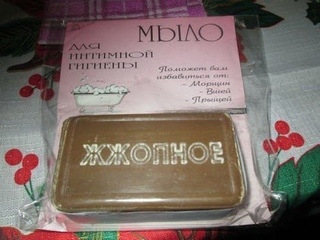 МЫЛО
ДЛЯ
ИНТИМНОЙ
ГИГИЕНЫ
Поможет вам
избавиться от:
- Морщин
- Вшей
- Прыщей
ЖЖОПНОЕ